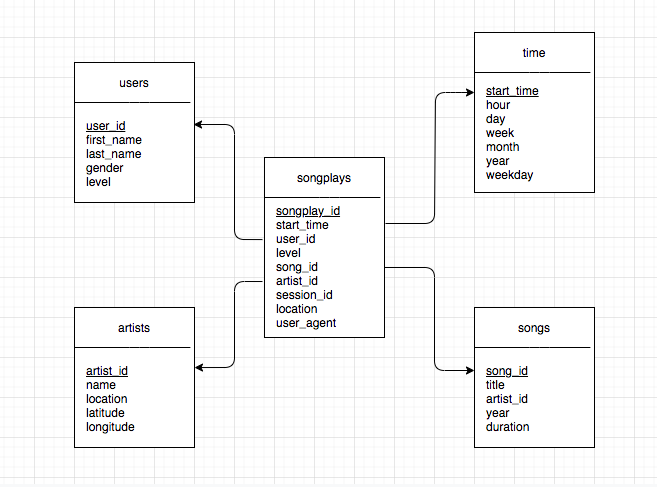 users
user_id
first_name
last_name
gender
level
time
start_time
hour
day
week
month
year
weekday
songplays
songplay_id
start_time
user_id
level
song_id
artist_id
session_id
location
user_agent
artists
artist_id
name
location
latitude
longitude
songs
song_id
title
artist_id
year
duration